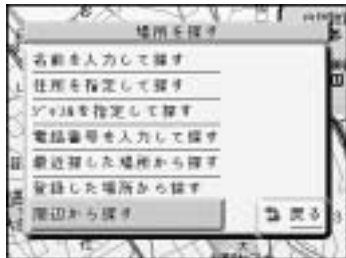 場所を探す
名前を入力して探す
住所を指定して探す
ｼﾞｬﾝﾙを指定して探す
電話番号を入力して探す
最近探した場所から探す
登録した場所から探す
周辺から探す
戻る